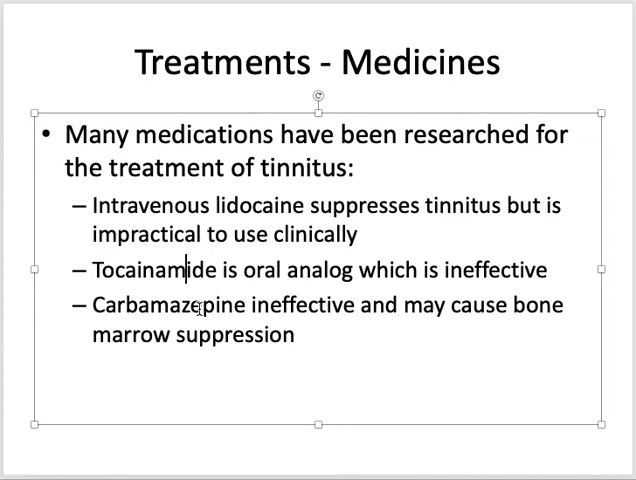 Treatments - Medicines
• Many medications have been researched for
the treatment of tinnitus:
– Intravenous lidocaine suppresses tinnitus but is
impractical to use clinically
– Tocainamide is oral analog which is ineffective
– Carbamazepine ineffective and may cause bone
marrow suppression